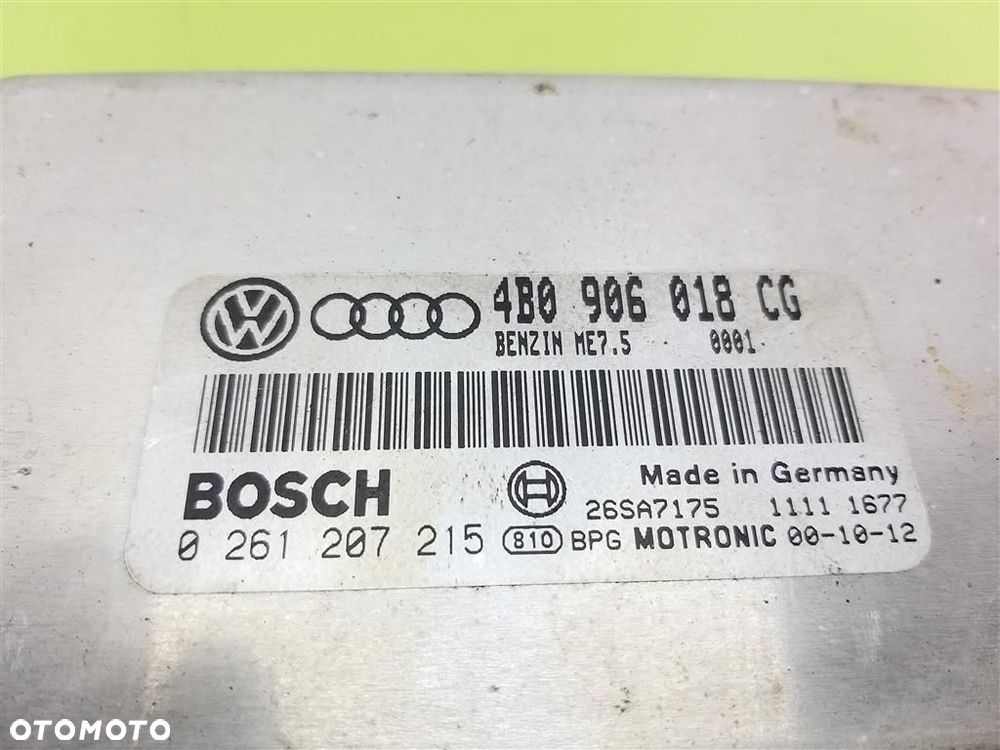 4B0 906 018 CG
BENZIN ME7.5 0001
BOSCH Made in Germany
26SA7175 1111 1677
0 261 207 215 810 BPG MOTRONIC 00-10-12
OTOMOTO